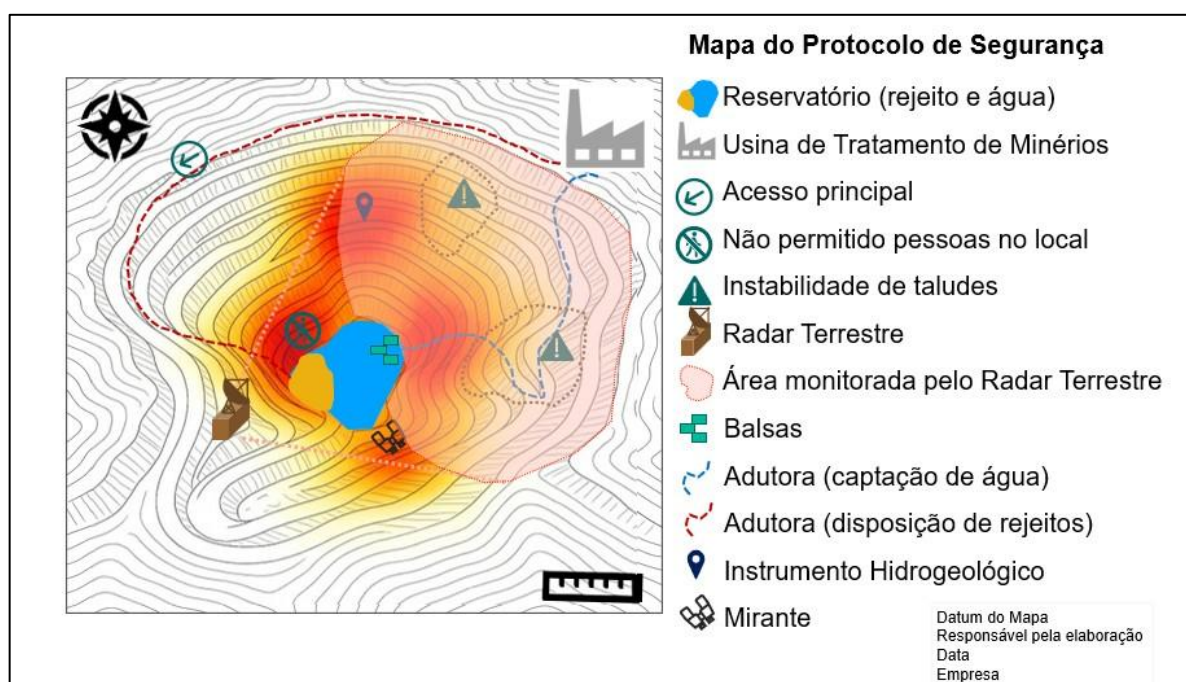 Mapa do Protocolo de Segurança
Reservatório (rejeito e água)
Usina de Tratamento de Minérios
Acesso principal
Não permitido pessoas no local
Instabilidade de taludes
Radar Terrestre
Área monitorada pelo Radar Terrestre
Balsas
Adutora (captação de água)
Adutora (disposição de rejeitos)
Instrumento Hidrogeológico
Mirante
Datum do Mapa
Responsável pela elaboração
Data
Empresa